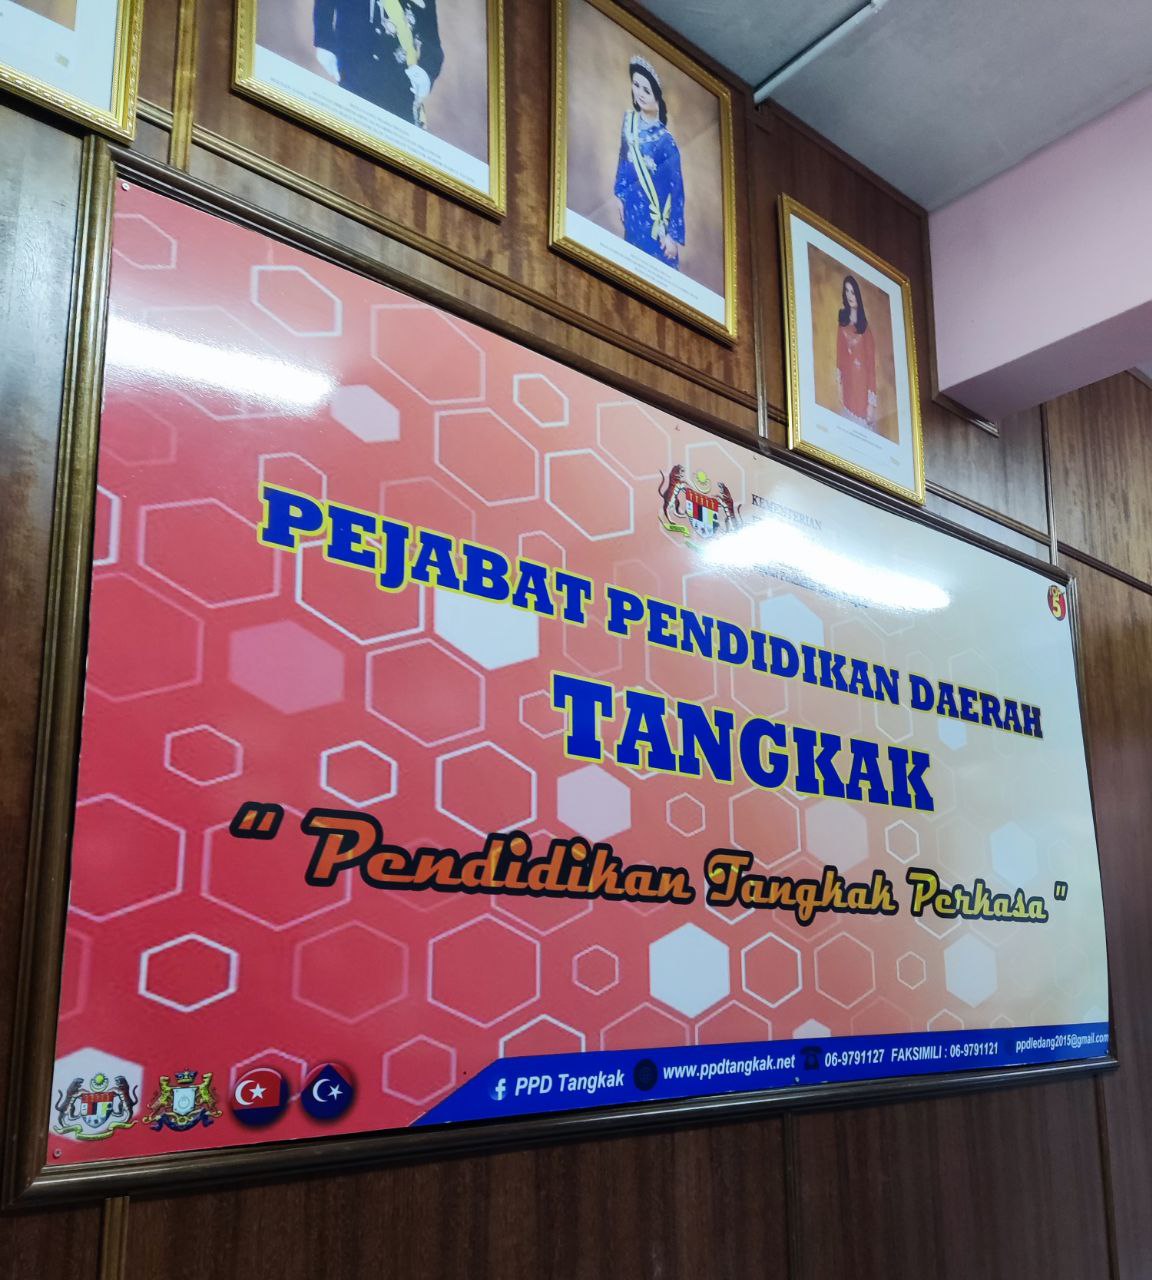 KEMENTERIAN
PEJABAT PENDIDIKAN DAERAH
TANGKAK
"Pendidikan Tangkak Perkasa"
PPD Tangkak www.ppdtangkak.net 06-9791127 FAKSIMILI : 06-9791121 ppdledang2015@gmail.com